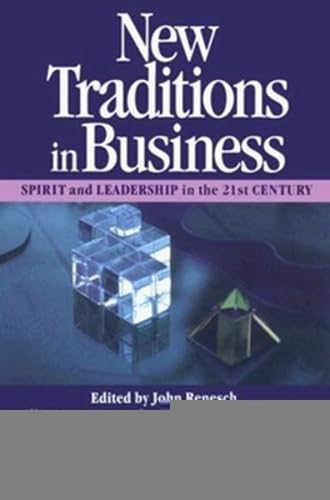 New
Traditions
in Business
SPIRIT and LEADERSHIP in the 21st CENTURY
Edited by John Renesch